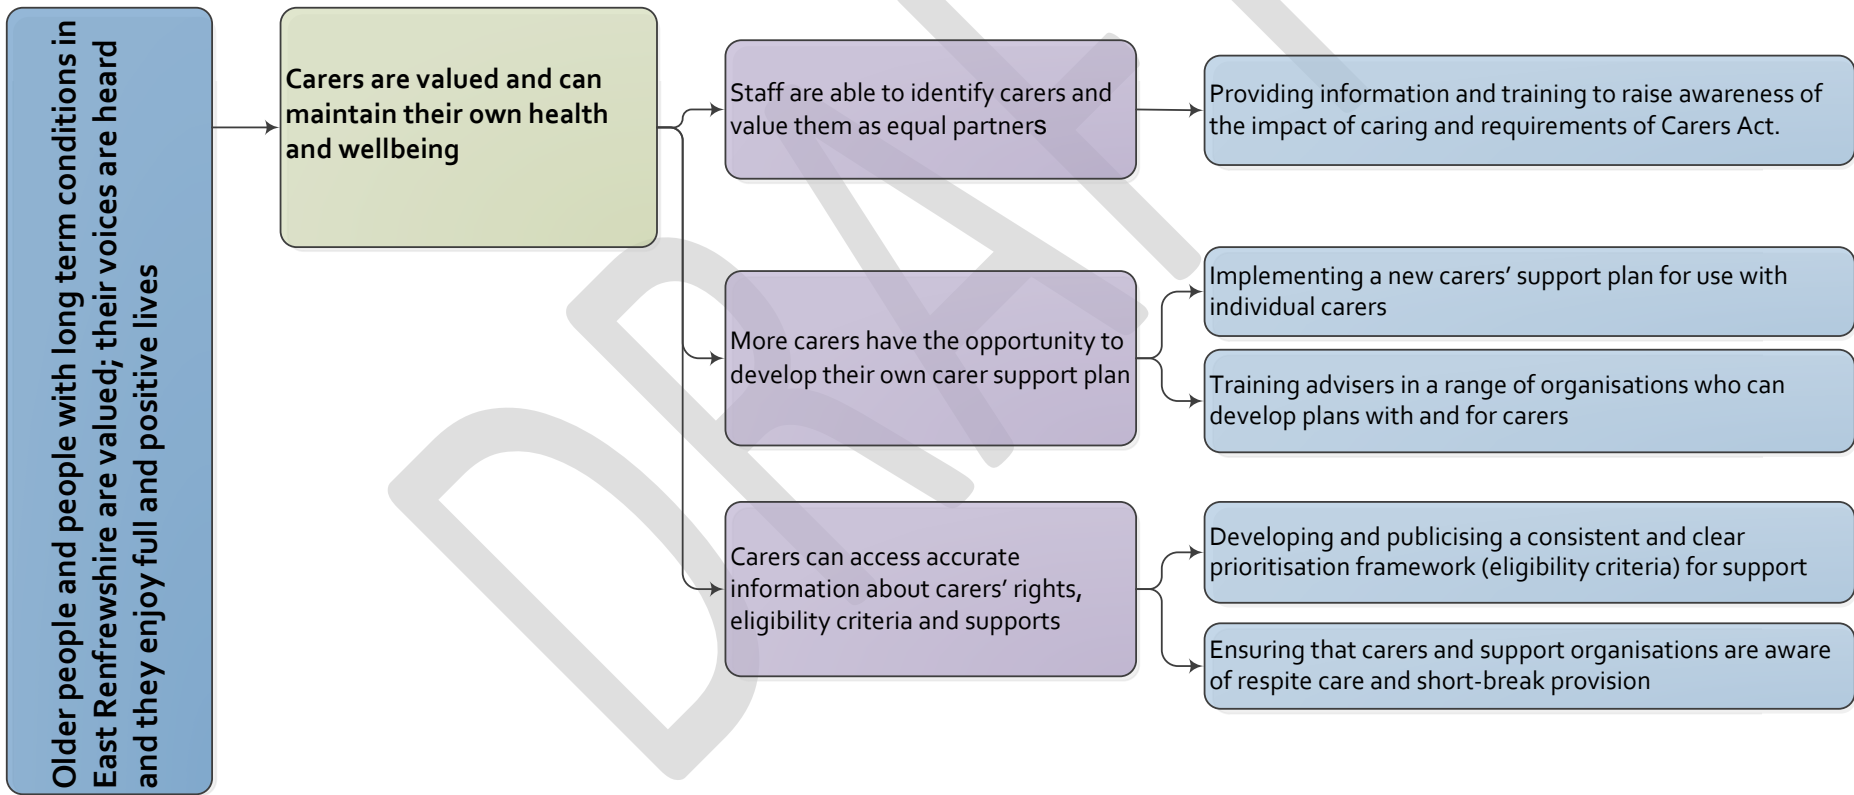 Older people and people with long term conditions in
East Renfrewshire are valued; their voices are heard
and they enjoy full and positive lives
Carers are valued and can
maintain their own health
and wellbeing
Staff are able to identify carers and
value them as equal partners
Providing information and training to raise awareness of
the impact of caring and requirements of Carers Act.
More carers have the opportunity to
develop their own carer support plan
Implementing a new carers’ support plan for use with
individual carers
Training advisers in a range of organisations who can
develop plans with and for carers
Carers can access accurate
information about carers’ rights,
eligibility criteria and supports
Developing and publicising a consistent and clear
prioritisation framework (eligibility criteria) for support
Ensuring that carers and support organisations are aware
of respite care and short-break provision
DRAFT